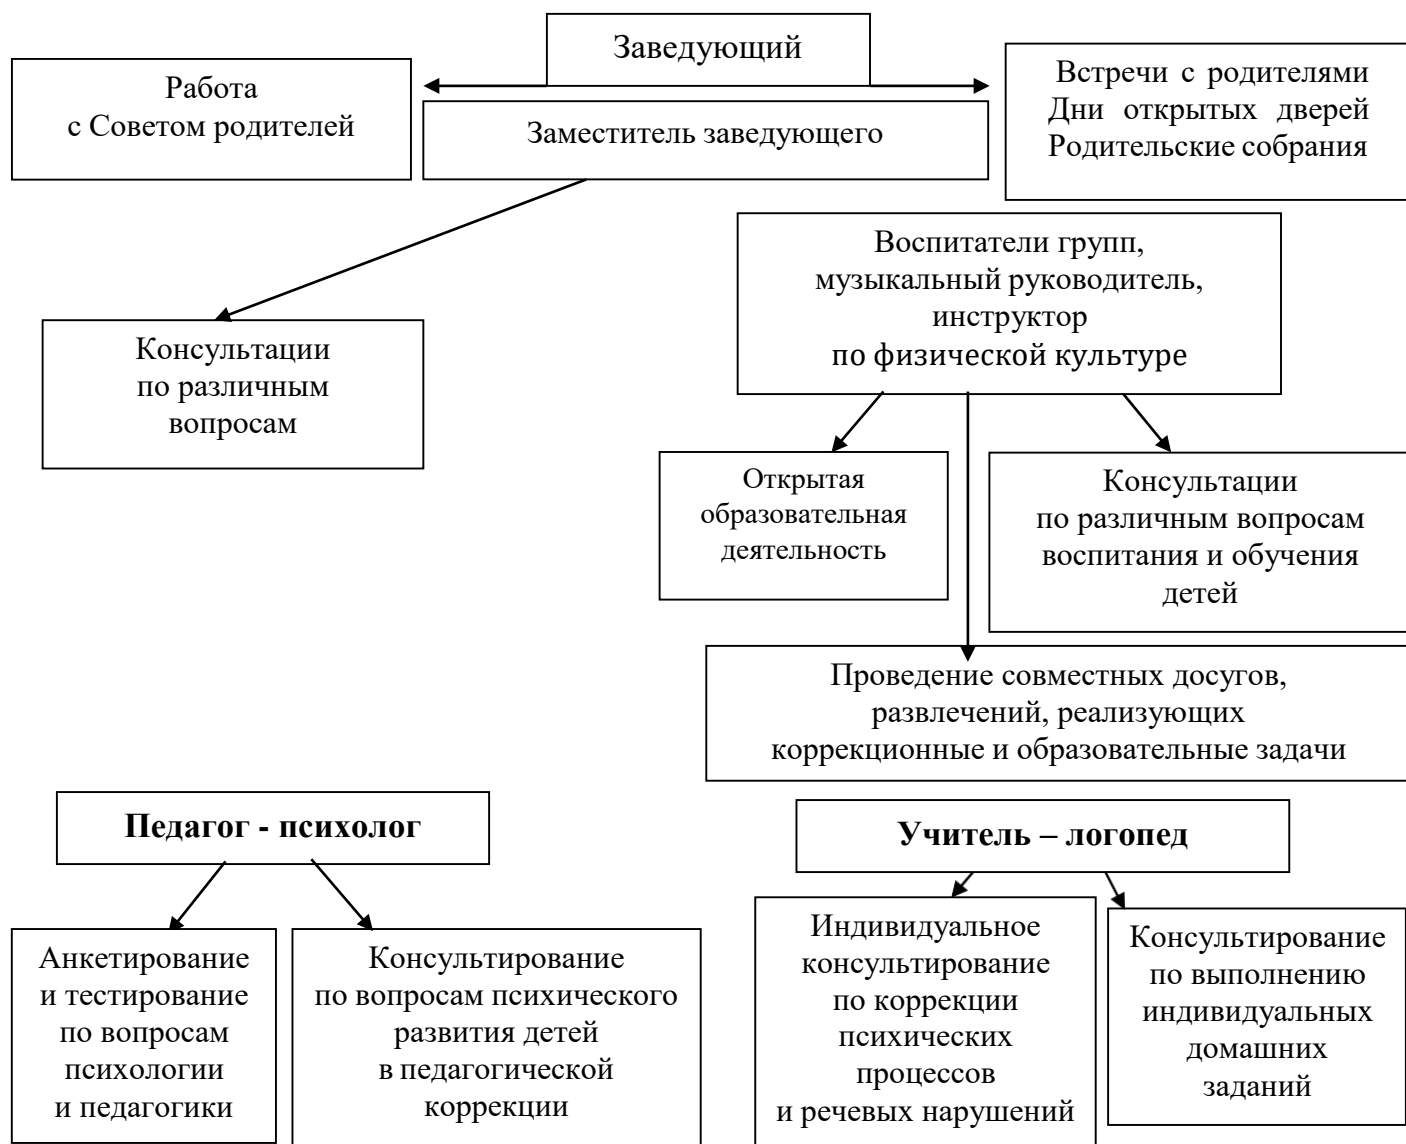 Заведующий
Работа
с Советом родителей
Встречи с родителями
Дни открытых дверей
Родительские собрания
Заместитель заведующего
Воспитатели групп,
музыкальный руководитель,
инструктор
по физической культуре
Консультации
по различным
вопросам
Открытая
образовательная
деятельность
Консультации
по различным вопросам
воспитания и обучения
детей
Проведение совместных досугов,
развлечений, реализующих
коррекционные и образовательные задачи
Педагог - психолог
Учитель – логопед
Анкетирование
и тестирование
по вопросам
психологии
и педагогики
Консультирование
по вопросам психического
развития детей
в педагогической
коррекции
Индивидуальное
консультирование
по коррекции
психических
процессов
и речевых нарушений
Консультирование
по выполнению
индивидуальных
домашних
заданий